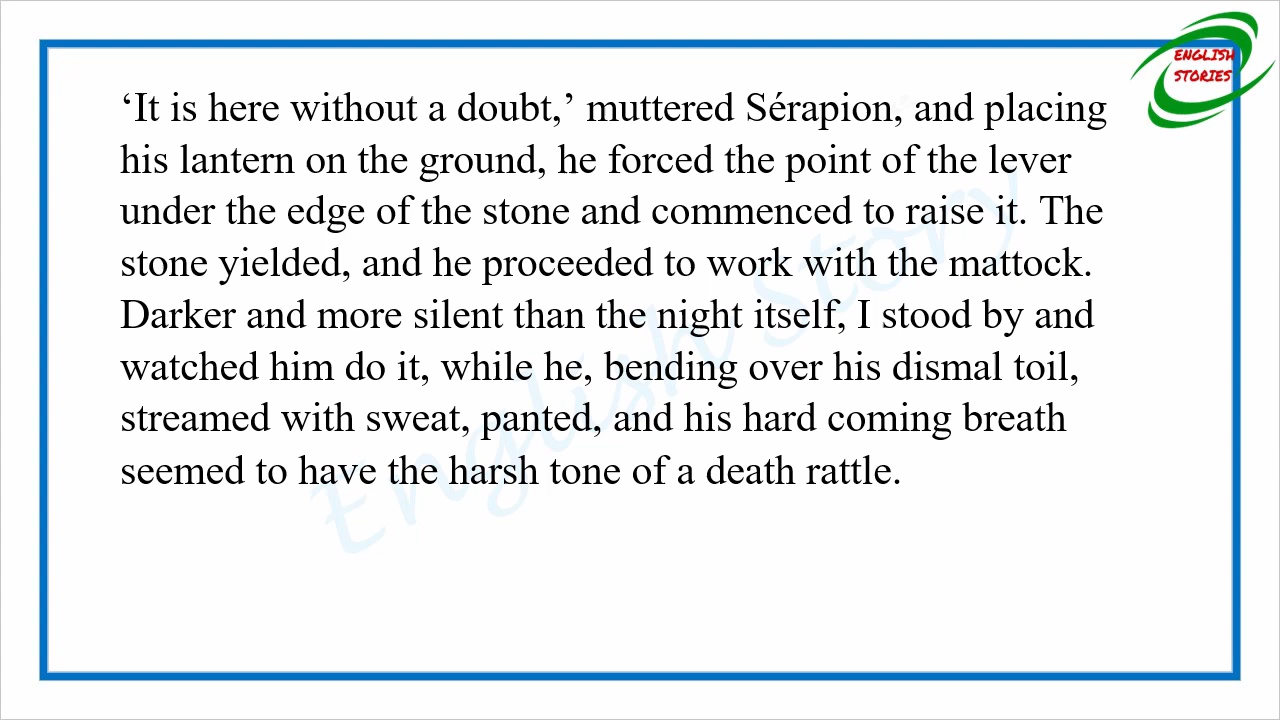 ENGLISH
STORIES
‘It is here without a doubt,’ muttered Sérapion, and placing
his lantern on the ground, he forced the point of the lever
under the edge of the stone and commenced to raise it. The
stone yielded, and he proceeded to work with the mattock.
Darker and more silent than the night itself, I stood by and
watched him do it, while he, bending over his dismal toil,
streamed with sweat, panted, and his hard coming breath
seemed to have the harsh tone of a death rattle.
English Story